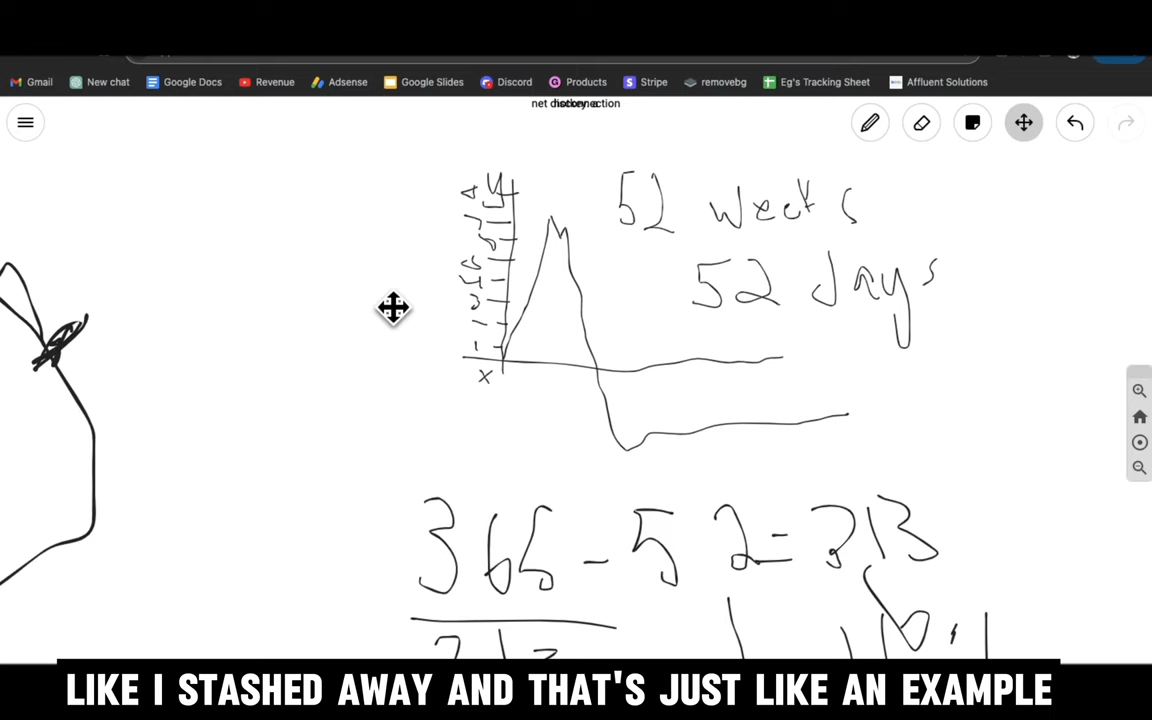 Gmail New chat Google Docs Revenue Adsense Google Slides Discord Products Stripe removebg Eg's Tracking Sheet Affluent Solutions
52 weeks
52 days
x
365 - 52 = 313
LIKE I STASHED AWAY AND THAT'S JUST LIKE AN EXAMPLE